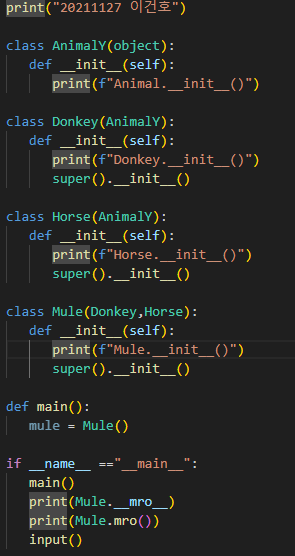 print("20211127 이건호")
class AnimalY(object):
def __init__(self):
print(f"Animal.__init__()")
class Donkey(AnimalY):
def __init__(self):
print(f"Donkey.__init__()")
super().__init__()
class Horse(AnimalY):
def __init__(self):
print(f"Horse.__init__()")
super().__init__()
class Mule(Donkey,Horse):
def __init__(self):
print(f"Mule.__init__()")
super().__init__()
def main():
mule = Mule()
if __name__ =="__main__":
main()
print(Mule.__mro__)
print(Mule.mro())
input()